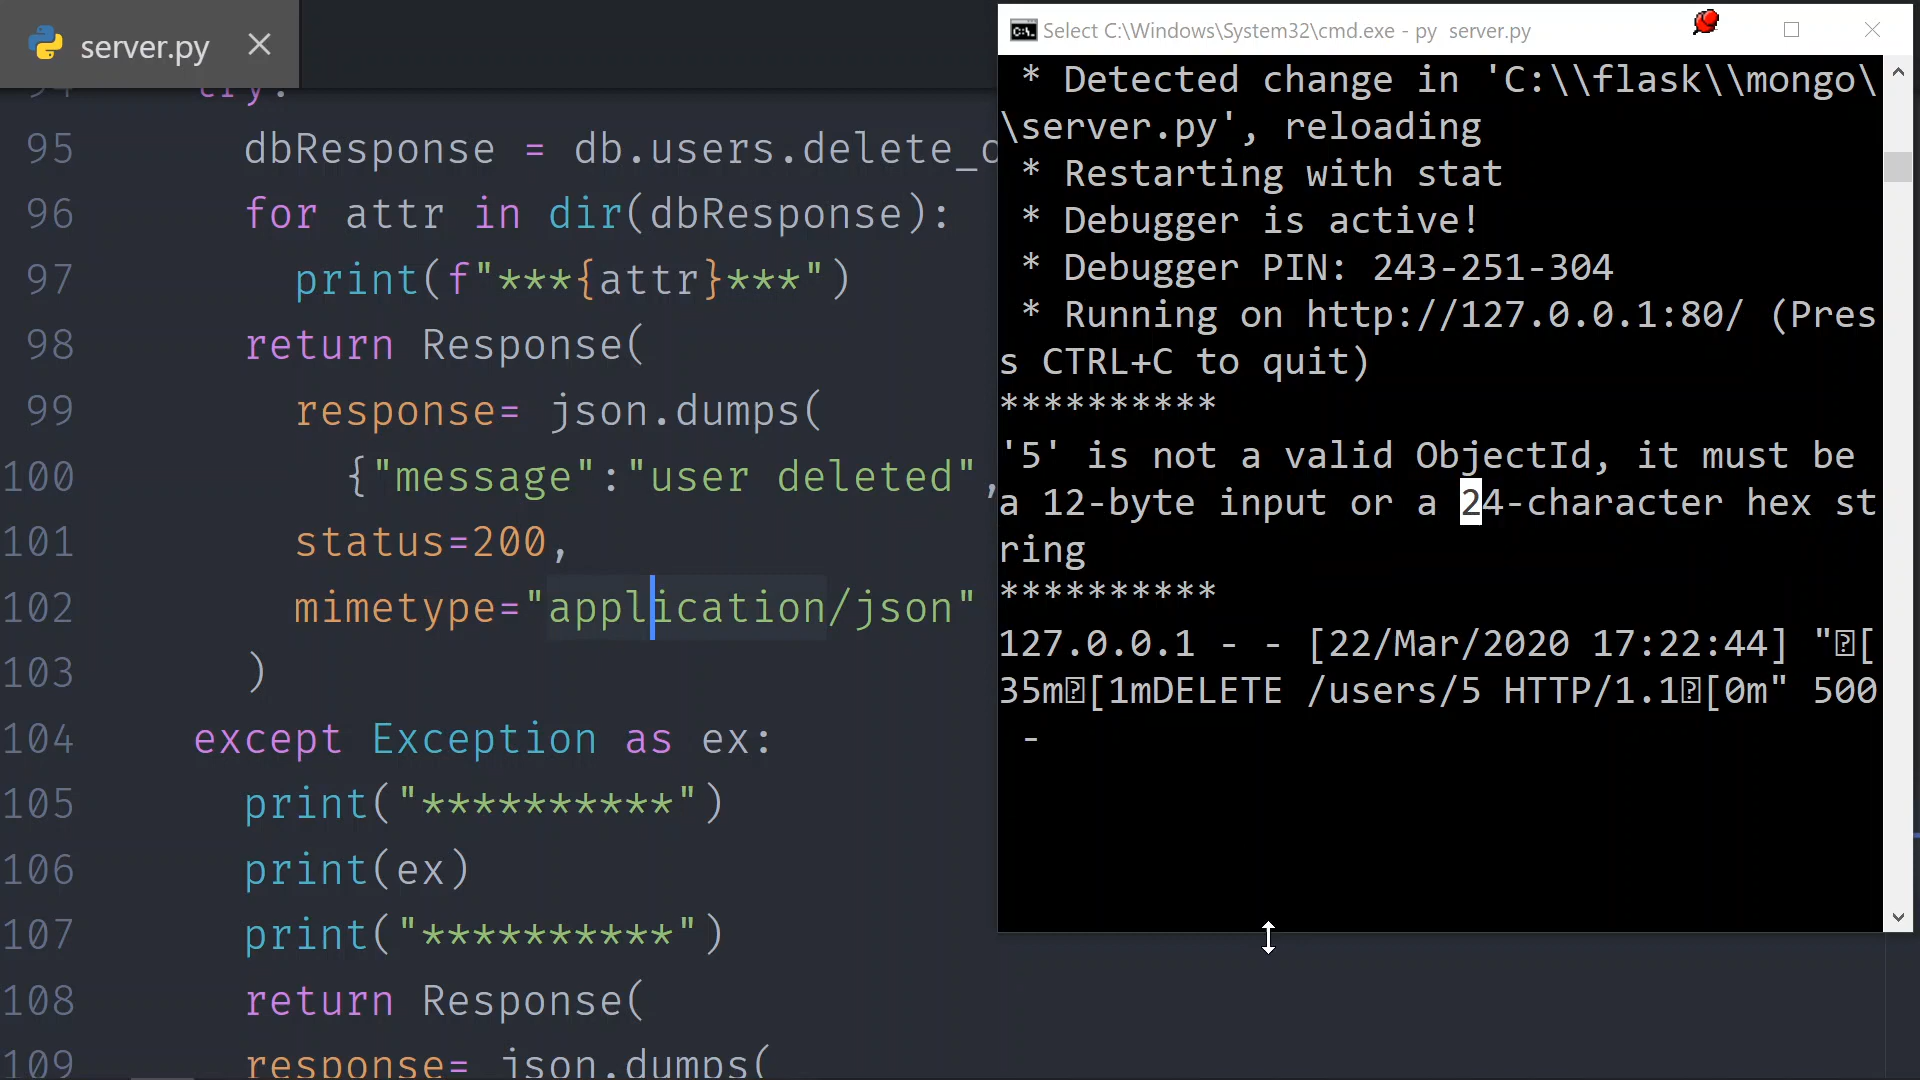 server.py
94 try:
95 dbResponse = db.users.delete_o
96 for attr in dir(dbResponse):
97 print(f"***{attr}***")
98 return Response(
99 response= json.dumps(
100 {"message":"user deleted",
101 status=200,
102 mimetype="application/json"
103 )
104 except Exception as ex:
105 print("**********")
106 print(ex)
107 print("**********")
108 return Response(
109 response= json.dumps(
Select C:\Windows\System32\cmd.exe - py server.py
* Detected change in 'C:\\flask\\mongo\
\server.py', reloading
* Restarting with stat
* Debugger is active!
* Debugger PIN: 243-251-304
* Running on http://127.0.0.1:80/ (Pres
s CTRL+C to quit)
**********
'5' is not a valid ObjectId, it must be
a 12-byte input or a 24-character hex st
ring
**********
127.0.0.1 - - [22/Mar/2020 17:22:44] "[
35m[1mDELETE /users/5 HTTP/1.1[0m" 500
-